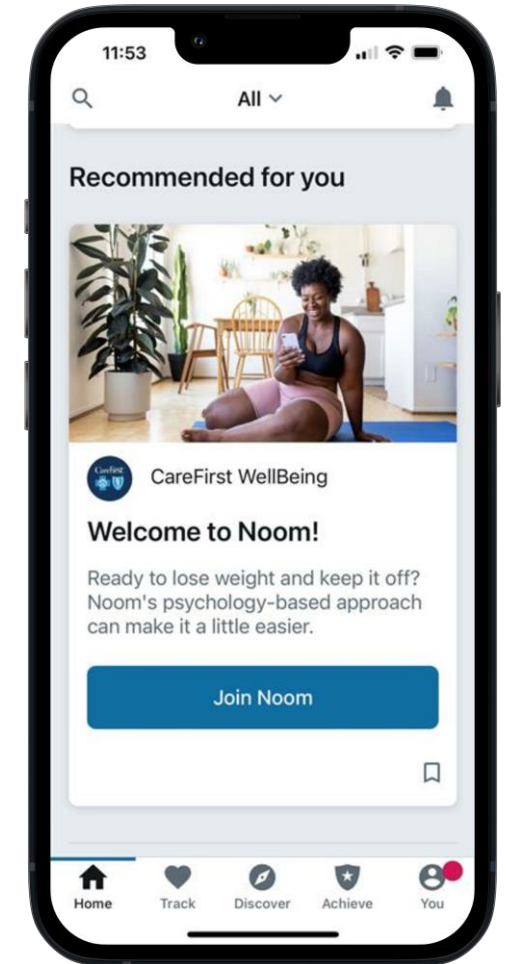 11:53
All
Recommended for you
CareFirst
CareFirst WellBeing
Welcome to Noom!
Ready to lose weight and keep it off?
Noom's psychology-based approach
can make it a little easier.
Join Noom
Home
Track
Discover
Achieve
You